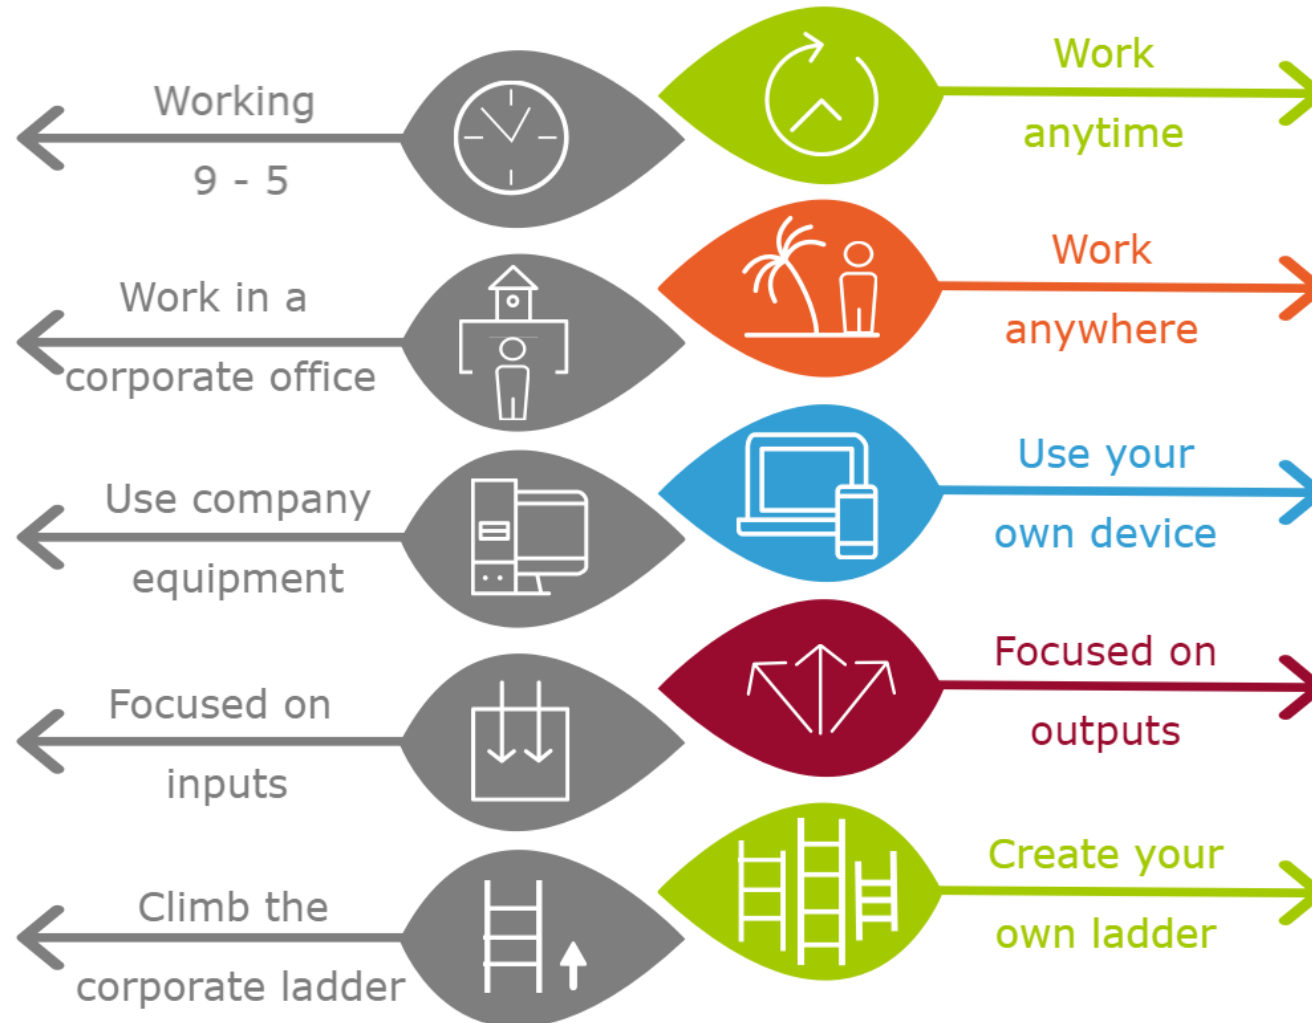 Working
9 - 5
Work
anytime
Work in a
corporate office
Work
anywhere
Use company
equipment
Use your
own device
Focused on
inputs
Focused on
outputs
Climb the
corporate ladder
Create your
own ladder